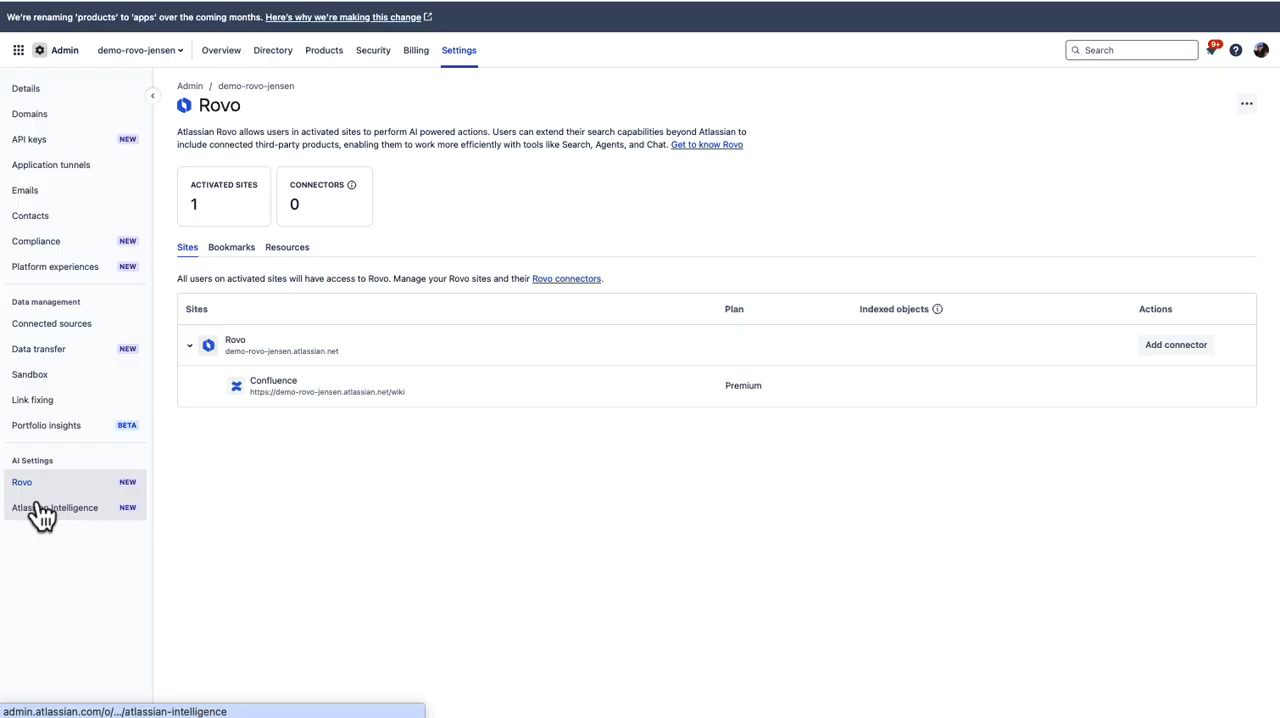 We're renaming 'products' to 'apps' over the coming months. Here's why we're making this change
Admin
demo-rovo-jensen
Overview
Directory
Products
Security
Billing
Settings
Search
9+
Details
Domains
API keys NEW
Application tunnels
Emails
Contacts
Compliance NEW
Platform experiences NEW
Data management
Connected sources
Data transfer NEW
Sandbox
Link fixing
Portfolio insights BETA
AI Settings
Rovo NEW
Atlassian Intelligence NEW
Admin / demo-rovo-jensen
Rovo
Atlassian Rovo allows users in activated sites to perform AI powered actions. Users can extend their search capabilities beyond Atlassian to
include connected third-party products, enabling them to work more efficiently with tools like Search, Agents, and Chat. Get to know Rovo
ACTIVATED SITES
1
CONNECTORS
0
Sites Bookmarks Resources
All users on activated sites will have access to Rovo. Manage your Rovo sites and their Rovo connectors.
Sites Plan Indexed objects Actions
Rovo
demo-rovo-jensen.atlassian.net
Add connector
Confluence
https://demo-rovo-jensen.atlassian.net/wiki
Premium
admin.atlassian.com/o/.../atlassian-intelligence